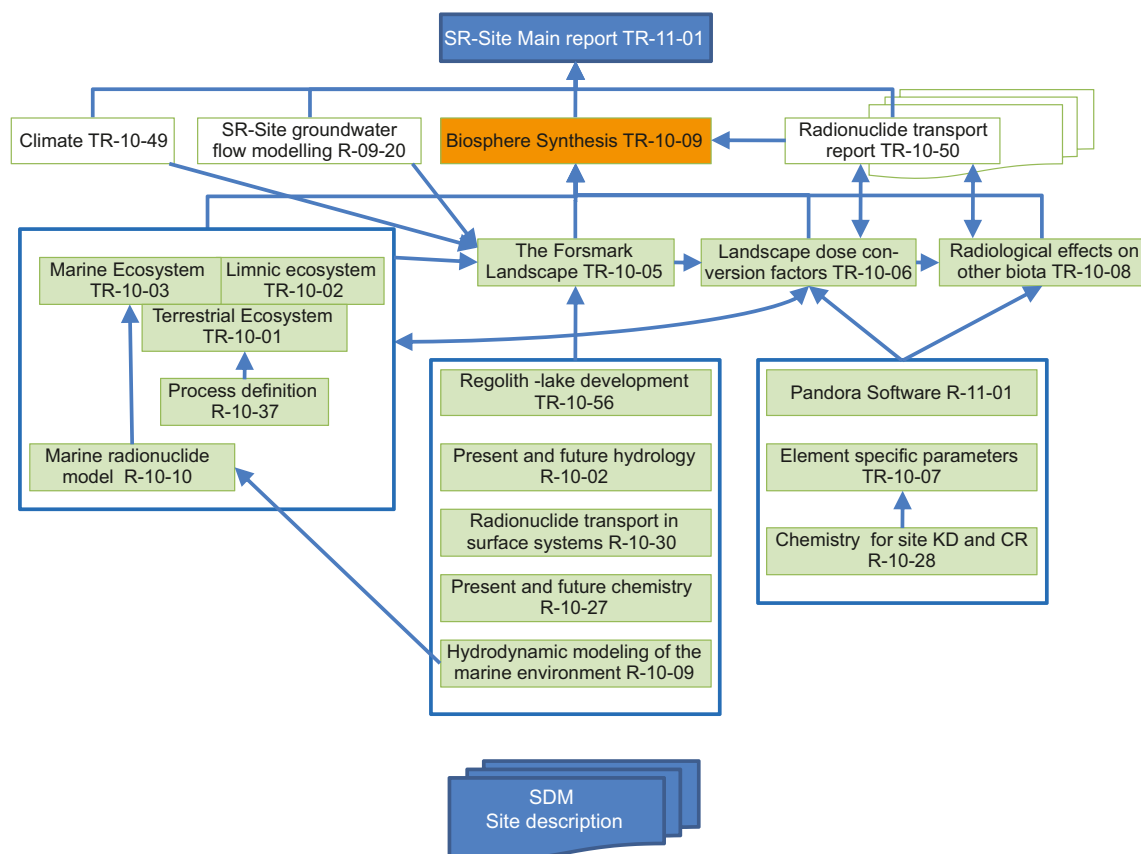 SR-Site Main report TR-11-01
Climate TR-10-49
SR-Site groundwater
flow modelling R-09-20
Biosphere Synthesis TR-10-09
Radionuclide transport
report TR-10-50
Marine Ecosystem
TR-10-03
Limnic ecosystem
TR-10-02
Terrestrial Ecosystem
TR-10-01
Process definition
R-10-37
Marine radionuclide
model R-10-10
The Forsmark
Landscape TR-10-05
Landscape dose con-
version factors TR-10-06
Radiological effects on
other biota TR-10-08
Regolith -lake development
TR-10-56
Present and future hydrology
R-10-02
Radionuclide transport in
surface systems R-10-30
Present and future chemistry
R-10-27
Hydrodynamic modeling of the
marine environment R-10-09
Pandora Software R-11-01
Element specific parameters
TR-10-07
Chemistry for site KD and CR
R-10-28
SDM
Site description